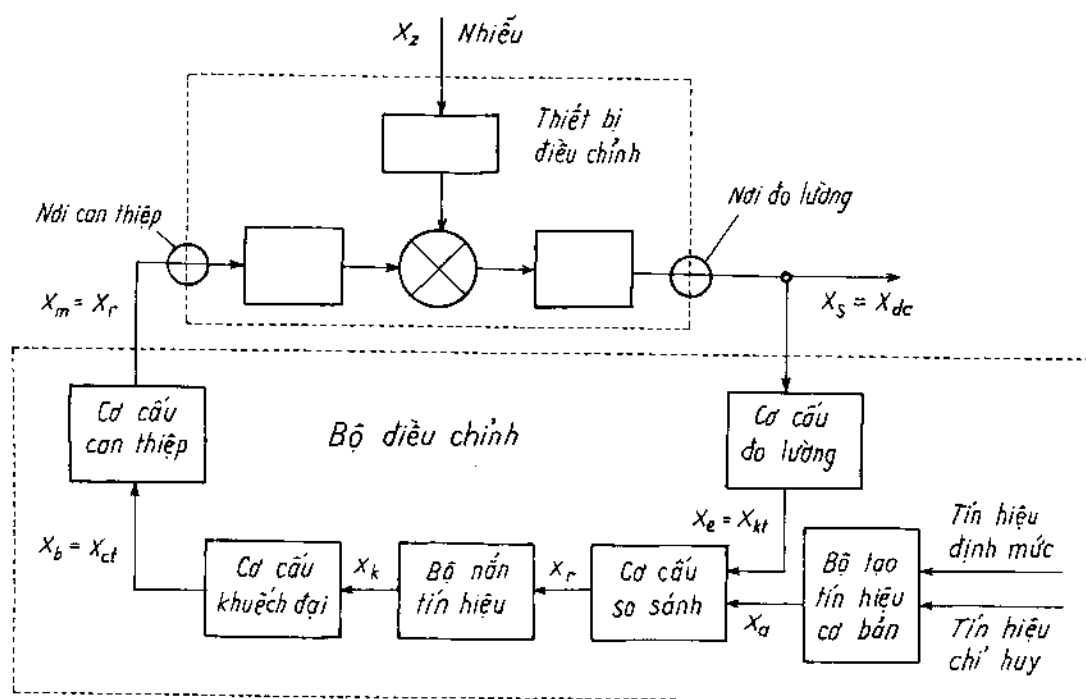 X_z Nhiễu
Thiết bị
điều chỉnh
Nơi can thiệp
Nơi đo lường
X_m = X_r
X_s = X_dc
Cơ cấu
can thiệp
Bộ điều chỉnh
Cơ cấu
đo lường
X_b = X_ct
X_e = X_kt
Tín hiệu
định mức
Cơ cấu
khuếch đại
X_k
Bộ nắn
tín hiệu
X_r
Cơ cấu
so sánh
X_a
Bộ tạo
tín hiệu
cơ bản
Tín hiệu
chỉ huy